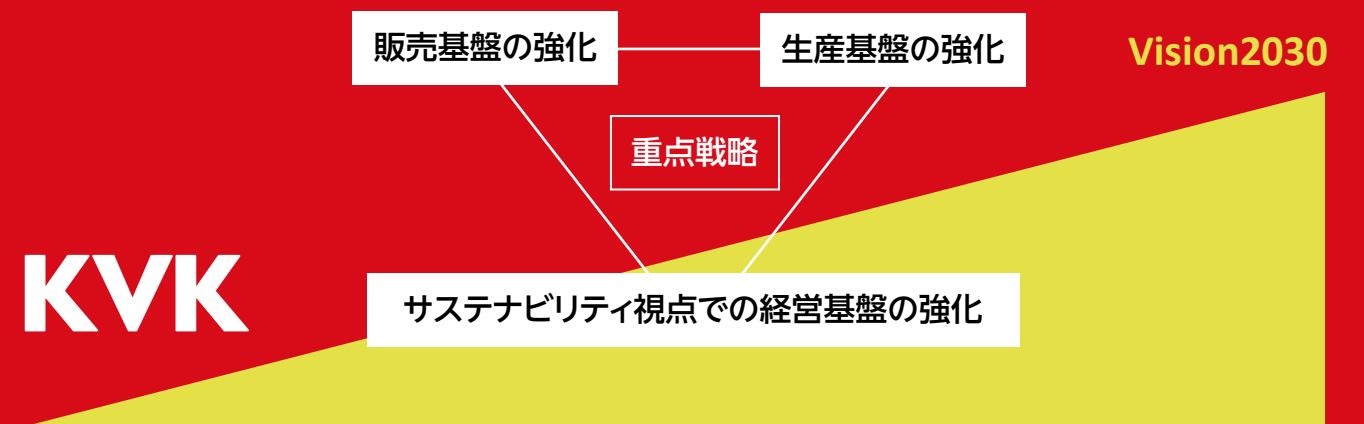 販売基盤の強化
生産基盤の強化
Vision2030
重点戦略
KVK
サステナビリティ視点での経営基盤の強化